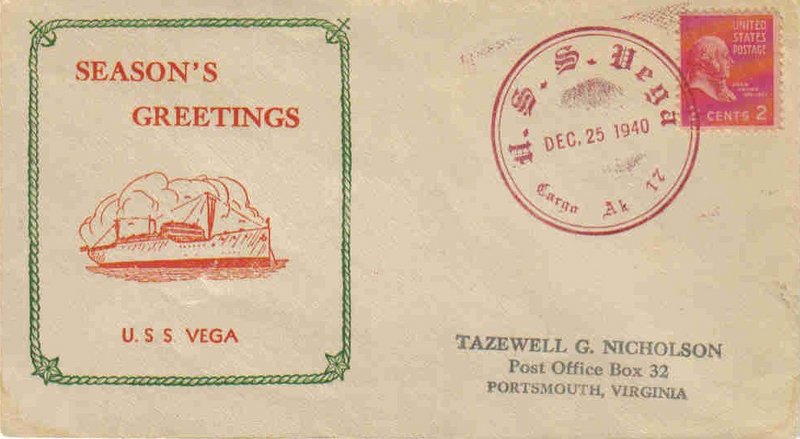 SEASON'S
GREETINGS
U. S S VEGA
U. S. S. Vega
DEC. 25 1940
Cargo Ak 17
UNITED
STATES
POSTAGE
2 CENTS 2
TAZEWELL G. NICHOLSON
Post Office Box 32
PORTSMOUTH, VIRGINIA